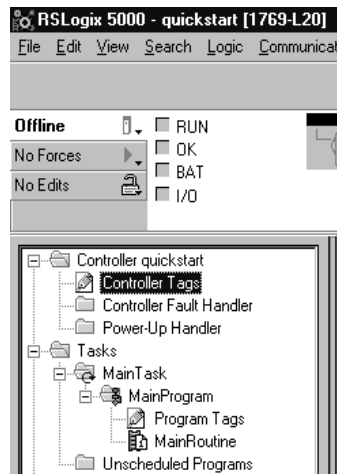 RSLogix 5000 - quickstart [1769-L20]
File Edit View Search Logic Communicat
Offline
RUN
No Forces
OK
BAT
No Edits
I/O
Controller quickstart
Controller Tags
Controller Fault Handler
Power-Up Handler
Tasks
MainTask
MainProgram
Program Tags
MainRoutine
Unscheduled Programs